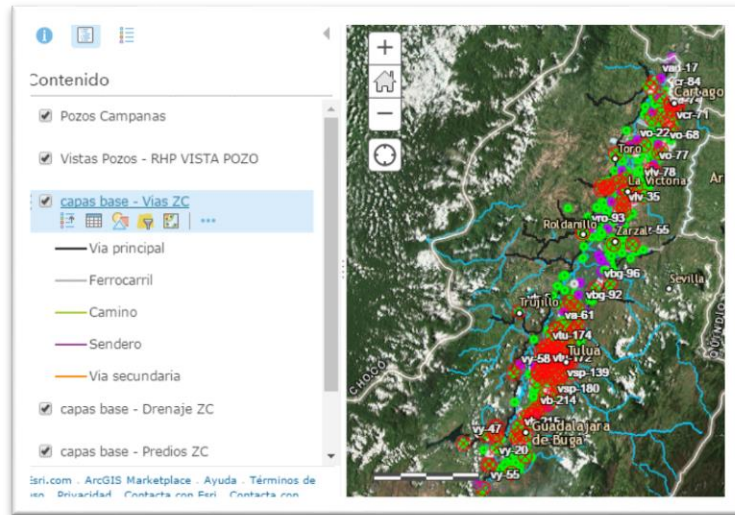 Contenido
Pozos Campanas
Vistas Pozos - RHP VISTA POZO
capas base - Vias ZC
Via principal
Ferrocarril
Camino
Sendero
Via secundaria
capas base - Drenaje ZC
capas base - Predios ZC
Esri.com . ArcGIS Marketplace . Ayuda . Términos de
uso . Privacidad . Contacta con Esri . Contacta con
vad-17
cr-84
Cartago
vcr-71
vo-22
vo-68
vo-77
Toro
vlv-78
La Victoria
vlv-35
vro-93
Roldanillo
Zarzal
-55
vbg-96
Sevilla
vbg-92
Trujillo
va-61
vtu-174
vy-58
Tulua
vsp-139
vsp-180
vb-214
vy-47
Guadalajara
de Buga
vy-20
vy-55
CHOCO
QUINDIO